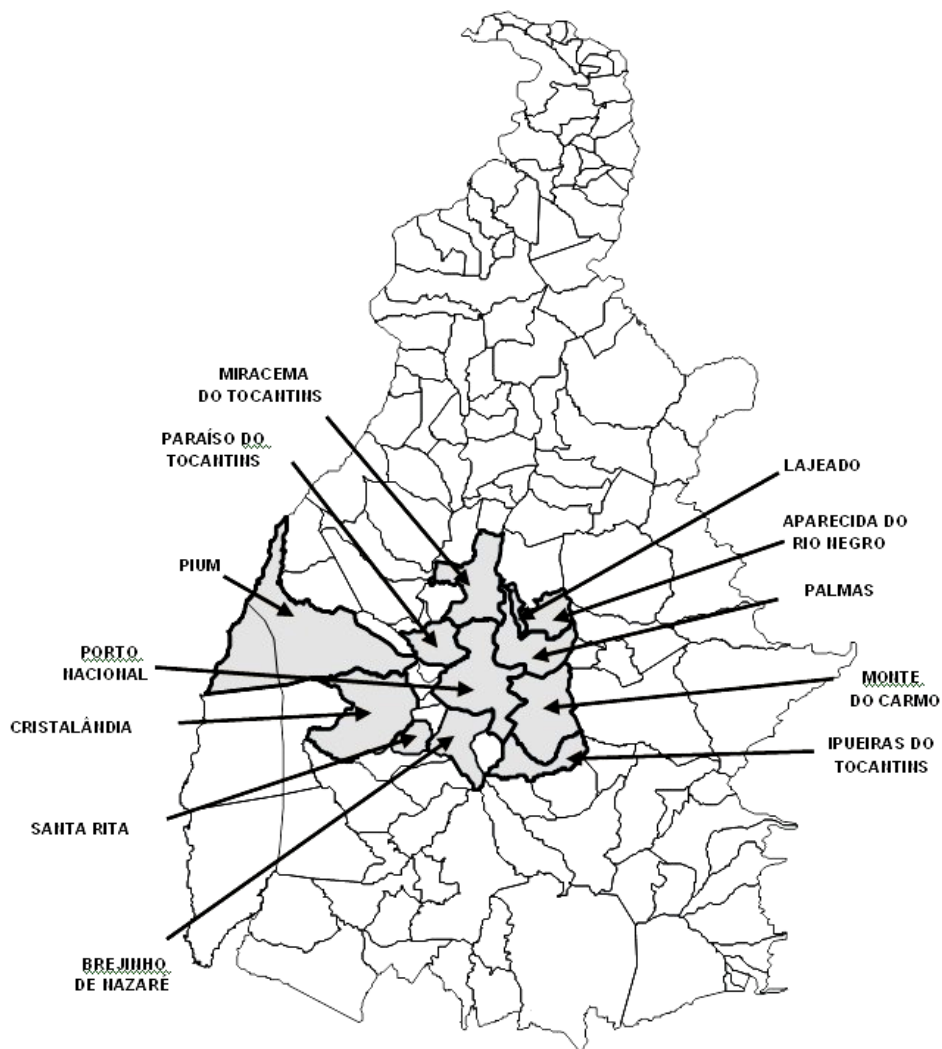 MIRACEMA
DO TOCANTINS
PARAÍSO DO
TOCANTINS
LAJEADO
APARECIDA DO
RIO NEGRO
PIUM
PALMAS
PORTO
NACIONAL
MONTE
DO CARMO
CRISTALÂNDIA
IPUEIRAS DO
TOCANTINS
SANTA RITA
BREJINHO
DE NAZARÉ